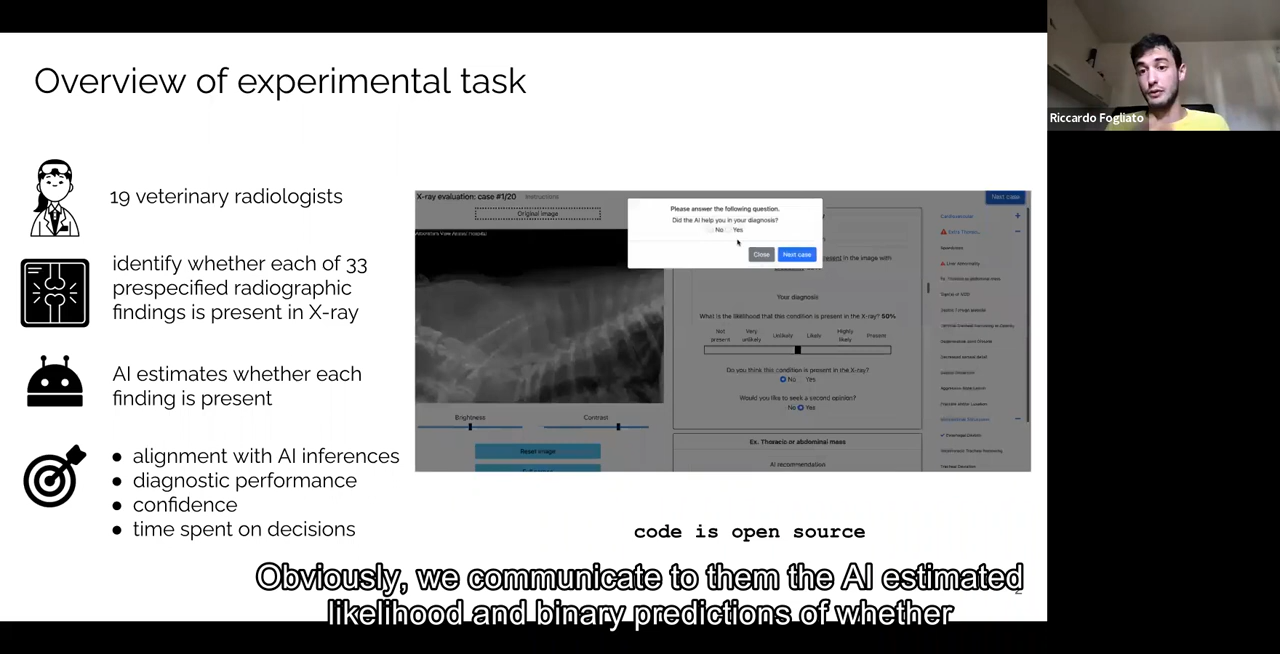 Overview of experimental task
Riccardo Fogliato
19 veterinary radiologists
identify whether each of 33
prespecified radiographic
findings is present in X-ray
AI estimates whether each
finding is present
● alignment with AI inferences
● diagnostic performance
● confidence
● time spent on decisions
X-ray evaluation: case #1/20 Instructions
Next case
Original Image
Please answer the following question.
Did the AI help you in your diagnosis?
No Yes
Close Next case
present in the image with
Your diagnosis
What is the likelihood that this condition is present in the X-ray? 50%
Not present Very unlikely Unlikely Likely Highly likely Present
Do you think this condition is present in the X-ray?
No Yes
Would you like to seek a second opinion?
No Yes
Ex. Thoracic or abdominal mass
AI recommendation
Brightness Contrast
Reset image
Cardiovascular
code is open source
Obviously, we communicate to them the AI estimated
likelihood and binary predictions of whether
2